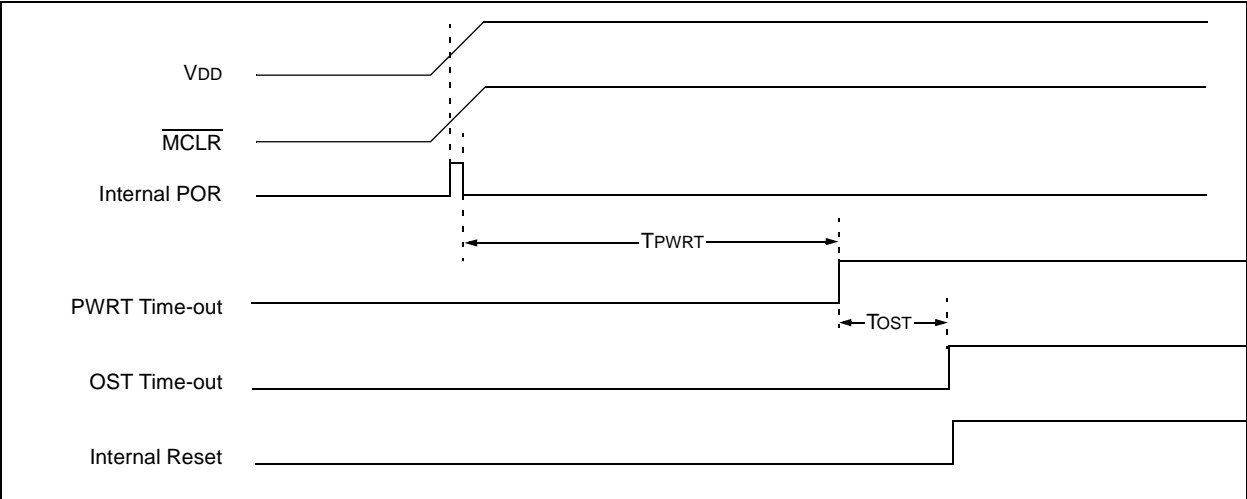 VDD
MCLR
Internal POR
TPWRT
PWRT Time-out
TOST
OST Time-out
Internal Reset